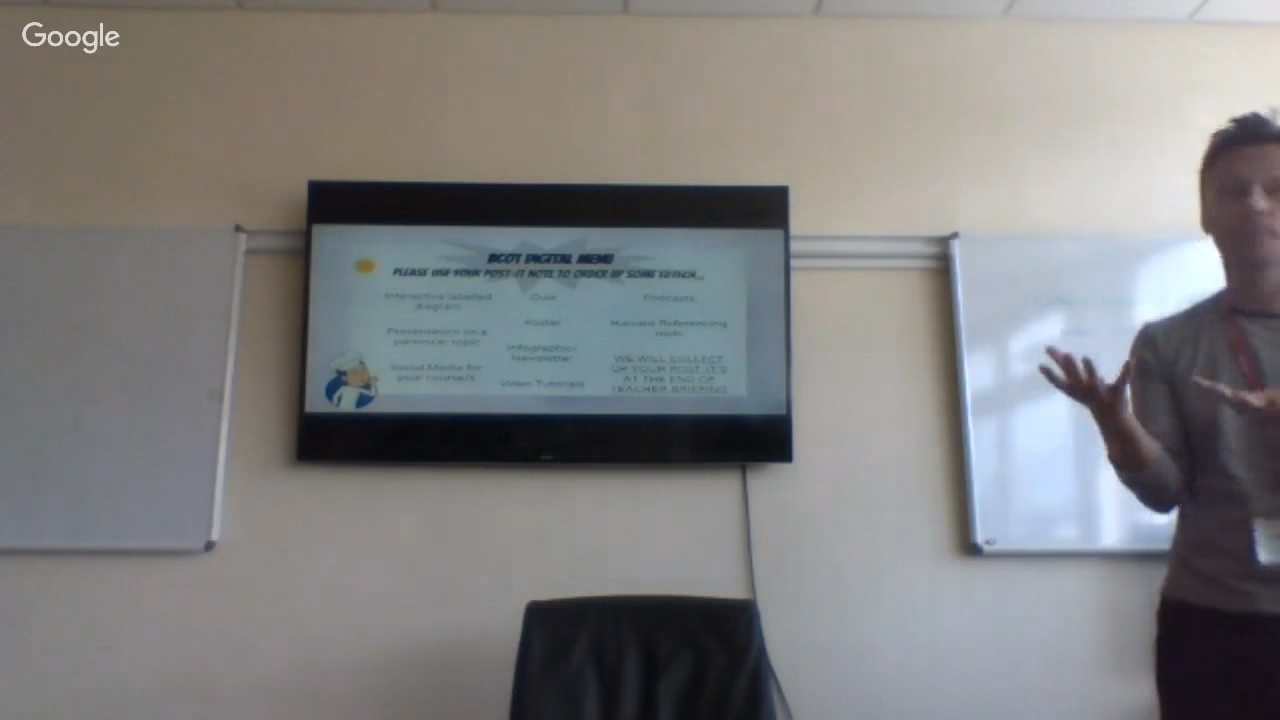 Google
BCOT DIGITAL MENU
PLEASE USE YOUR POST-IT NOTE TO ORDER UP SOME EDTECH...
Interactive labelled
diagram
Presentation on a
particular topic
Social Media for
your course/s
Quiz
Poster
Infographic/
Newsletter
Video Tutorials
Podcasts
Harvard Referencing
tools
WE WILL COLLECT
UP YOUR POST IT'S
AT THE END OF
TEACHER BRIEFING